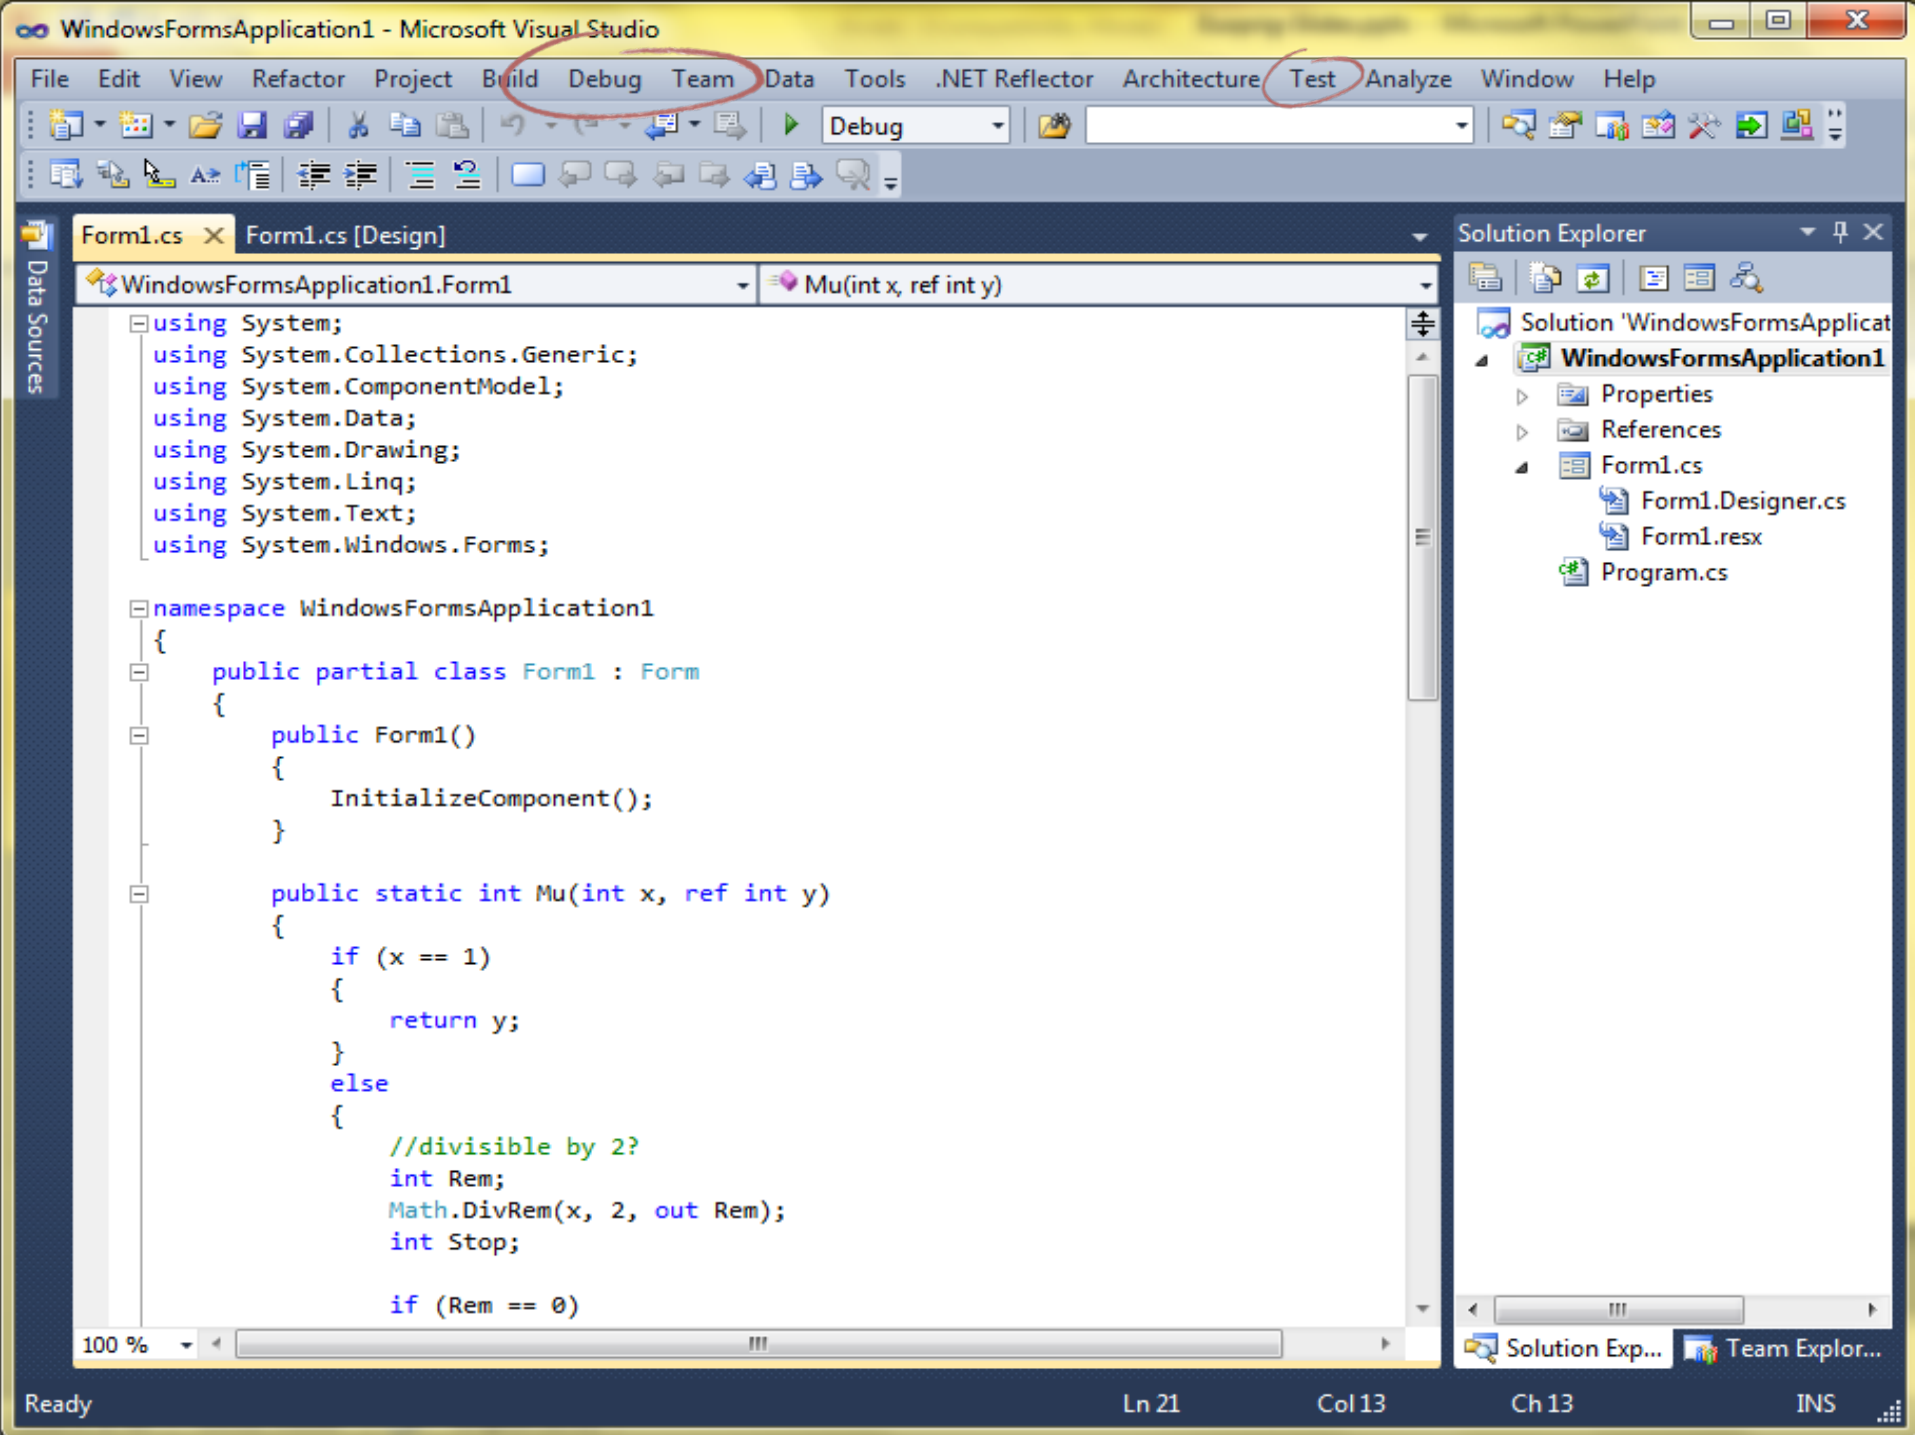 WindowsFormsApplication1 - Microsoft Visual Studio
File Edit View Refactor Project Build Debug Team Data Tools .NET Reflector Architecture Test Analyze Window Help
Debug
Form1.cs Form1.cs [Design]
WindowsFormsApplication1.Form1 Mu(int x, ref int y)
using System;
using System.Collections.Generic;
using System.ComponentModel;
using System.Data;
using System.Drawing;
using System.Linq;
using System.Text;
using System.Windows.Forms;
namespace WindowsFormsApplication1
{
public partial class Form1 : Form
{
public Form1()
{
InitializeComponent();
}
public static int Mu(int x, ref int y)
{
if (x == 1)
{
return y;
}
else
{
//divisible by 2?
int Rem;
Math.DivRem(x, 2, out Rem);
int Stop;
if (Rem == 0)
100 %
Data Sources
Solution Explorer
Solution 'WindowsFormsApplicat
WindowsFormsApplication1
Properties
References
Form1.cs
Form1.Designer.cs
Form1.resx
Program.cs
Solution Exp... Team Explor...
Ready Ln 21 Col 13 Ch 13 INS